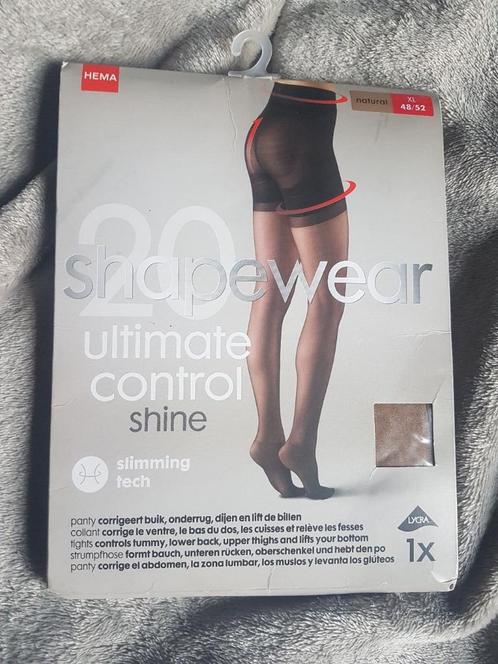 HEMA
natural
XL
48/52
20
shapewear
ultimate
control
shine
slimming
tech
panty corrigeert buik, onderrug, dijen en lift de billen
collant corrige le ventre, le bas du dos, les cuisses et relève les fesses
tights controls tummy, lower back, upper thighs and lifts your bottom
strumpfhose formt bauch, unteren rücken, oberschenkel und hebt den po
panty corrige el abdomen, la zona lumbar, los muslos y levanta los glúteos
LYCRA
1x